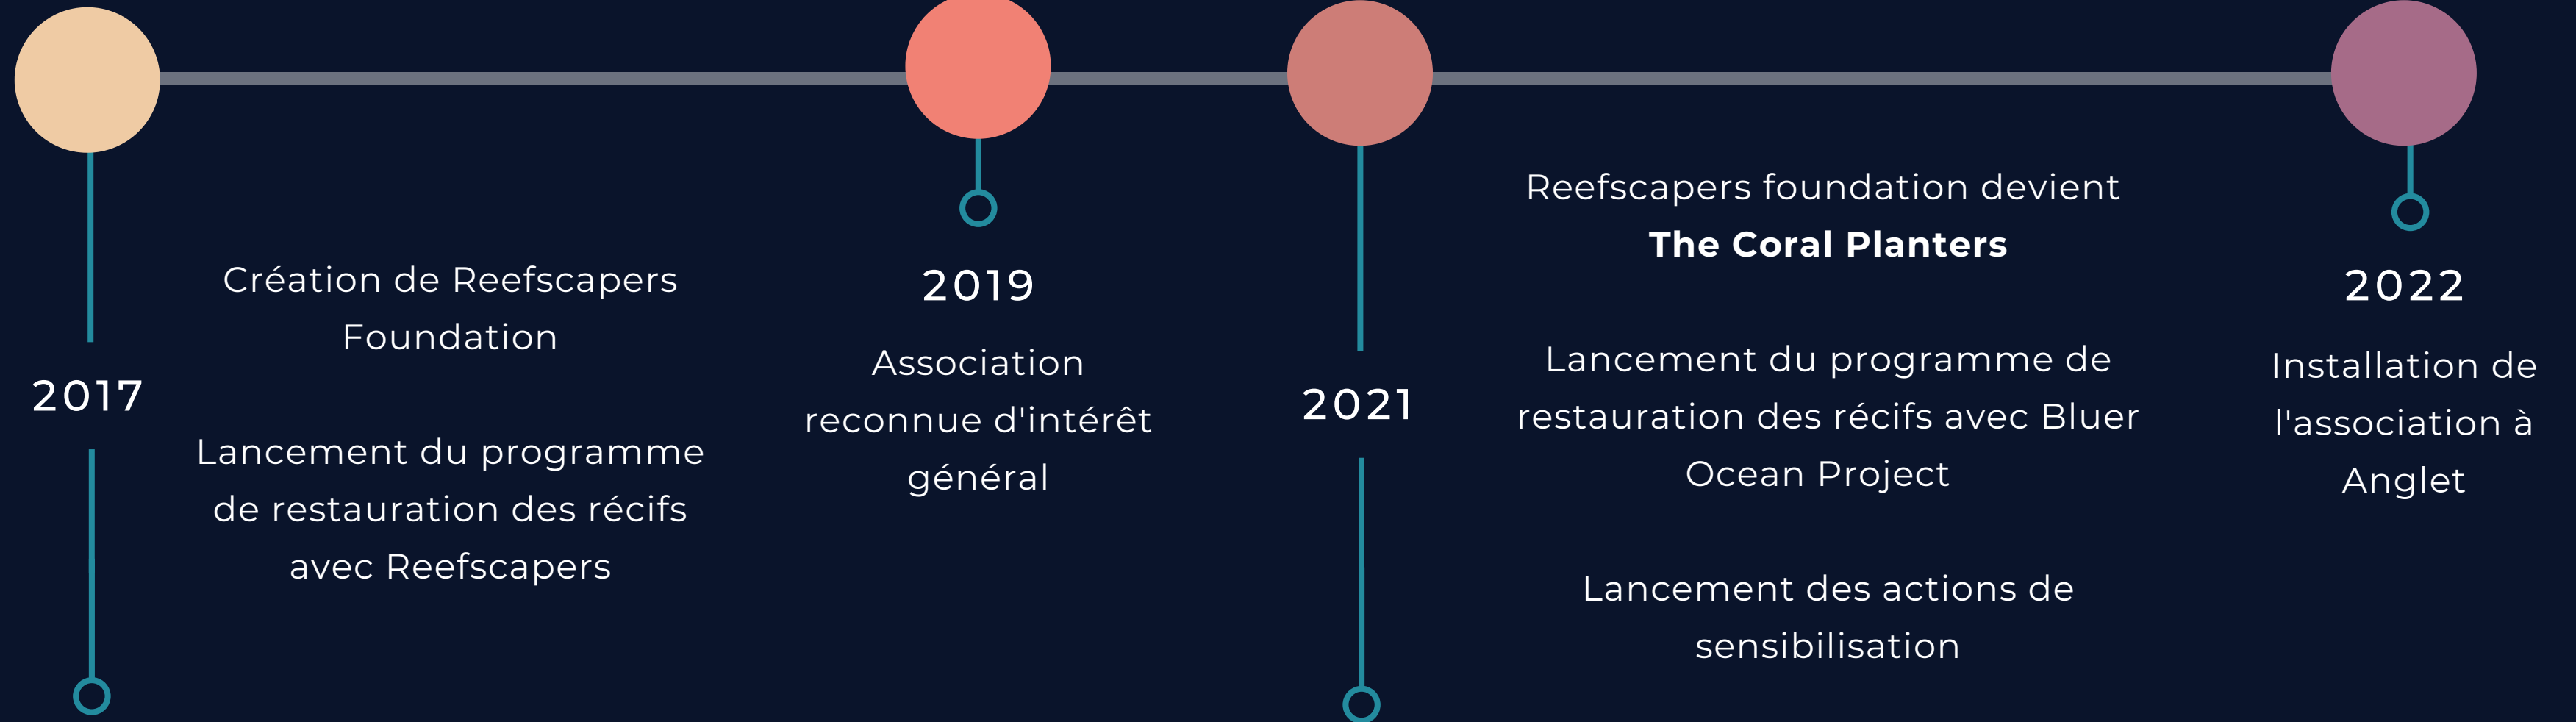 2017
Création de Reefscapers
Foundation
Lancement du programme
de restauration des récifs
avec Reefscapers
2019
Association
reconnue d'intérêt
général
2021
Reefscapers foundation devient
The Coral Planters
Lancement du programme de
restauration des récifs avec Bluer
Ocean Project
Lancement des actions de
sensibilisation
2022
Installation de
l'association à
Anglet